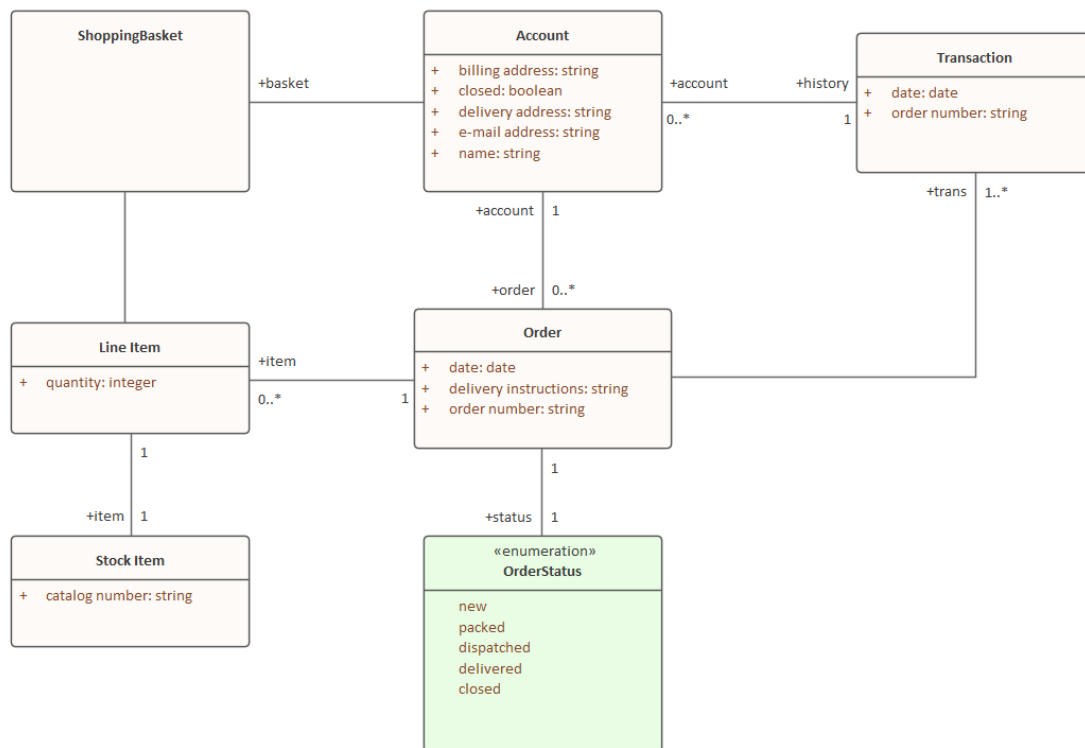 ShoppingBasket
+basket
Account
+ billing address: string
+ closed: boolean
+ delivery address: string
+ e-mail address: string
+ name: string
+account
0..*
+history
1
Transaction
+ date: date
+ order number: string
+trans
1..*
+account
1
+order
0..*
Line Item
+ quantity: integer
+item
0..*
1
Order
+ date: date
+ delivery instructions: string
+ order number: string
1
+item
1
Stock Item
+ catalog number: string
1
+status
1
«enumeration»
OrderStatus
new
packed
dispatched
delivered
closed